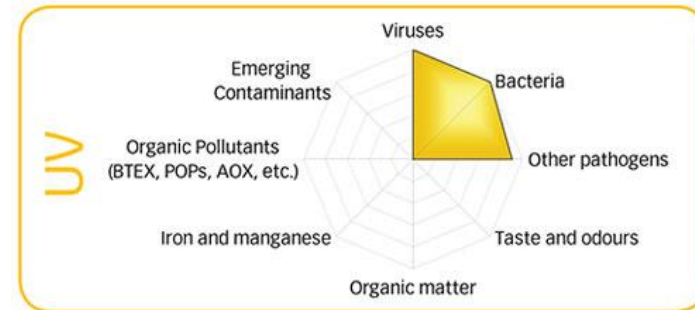 UV
Viruses
Emerging
Contaminants
Bacteria
Organic Pollutants
(BTEX, POPs, AOX, etc.)
Other pathogens
Iron and manganese
Taste and odours
Organic matter